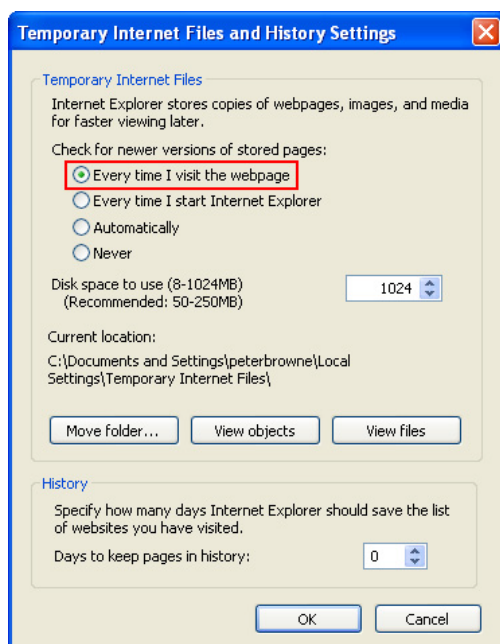 Temporary Internet Files and History Settings
Temporary Internet Files
Internet Explorer stores copies of webpages, images, and media
for faster viewing later.
Check for newer versions of stored pages:
Every time I visit the webpage
Every time I start Internet Explorer
Automatically
Never
Disk space to use (8-1024MB)
1024
(Recommended: 50-250MB)
Current location:
C:\Documents and Settings\peterbrowne\Local
Settings\Temporary Internet Files\
Move folder... View objects View files
History
Specify how many days Internet Explorer should save the list
of websites you have visited.
Days to keep pages in history: 0
OK Cancel